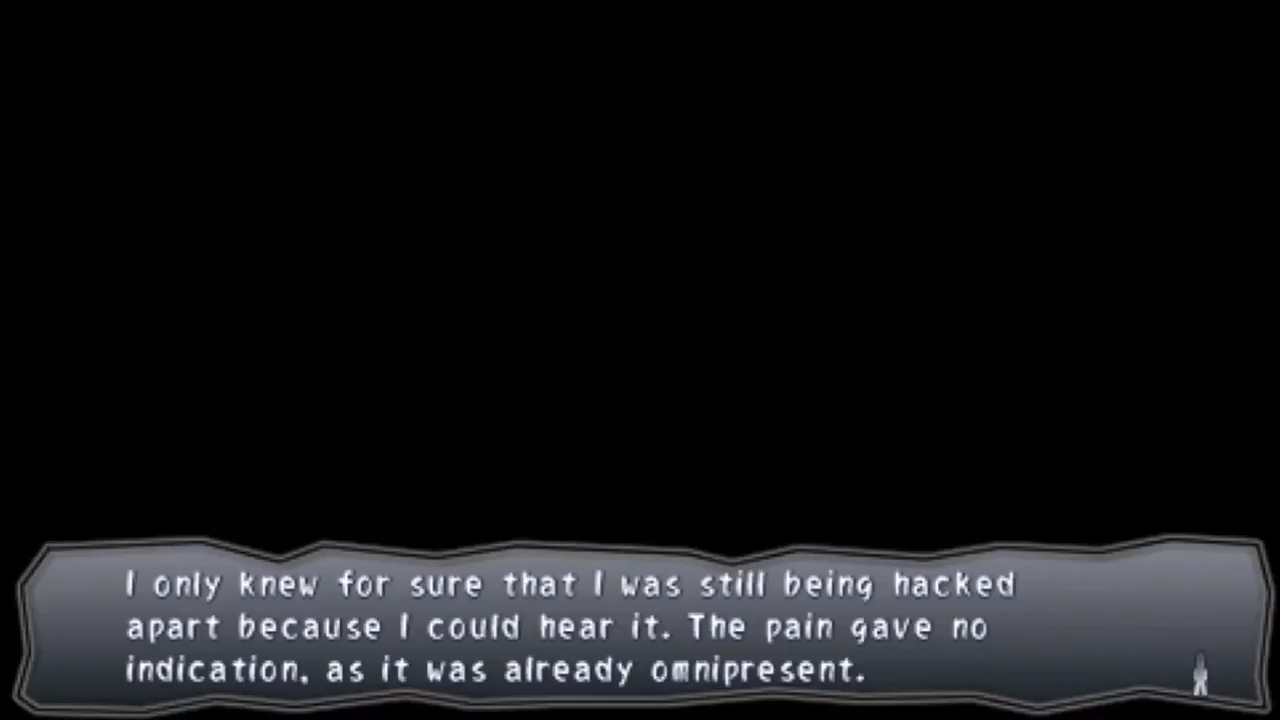 I only knew for sure that I was still being hacked
apart because I could hear it. The pain gave no
indication, as it was already omnipresent.